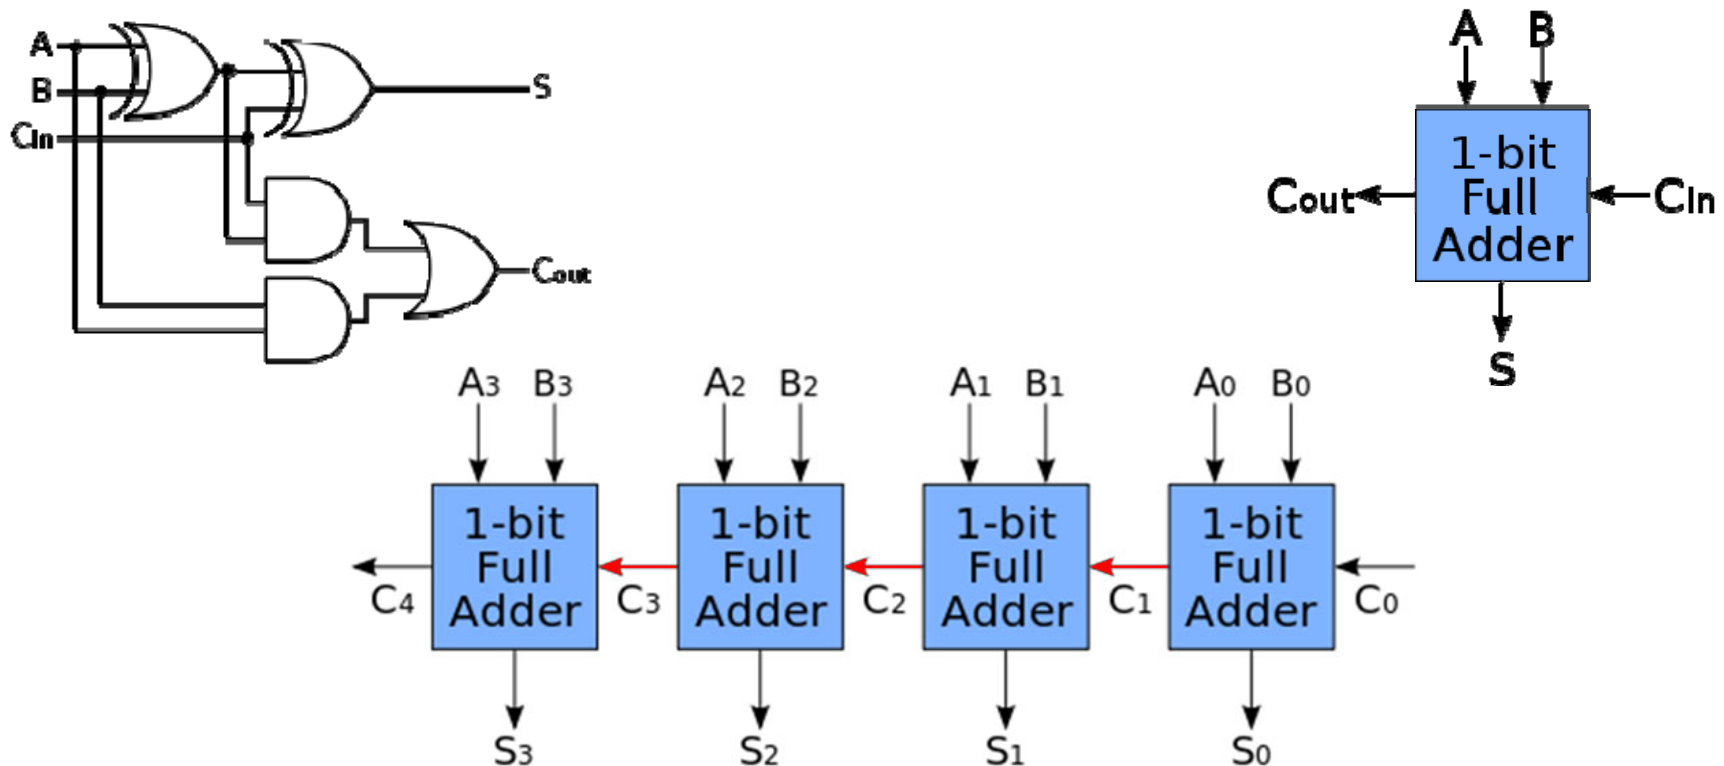 A
B
CIn
S
Cout
A B
1-bit
Full
Adder
Cout
CIn
S
A3 B3 A2 B2 A1 B1 A0 B0
1-bit 1-bit 1-bit 1-bit
Full Full Full Full
Adder Adder Adder Adder
C4 C3 C2 C1 C0
S3 S2 S1 S0